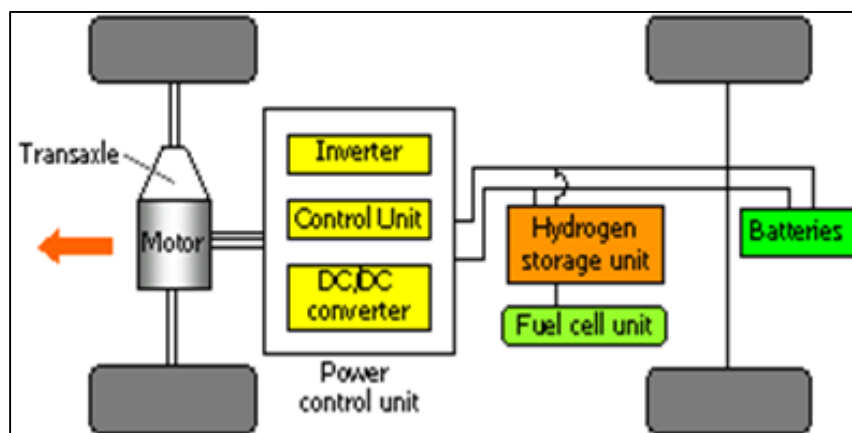 Transaxle
Motor
Inverter
Control Unit
DC/DC
converter
Power
control unit
Hydrogen
storage unit
Fuel cell unit
Batteries